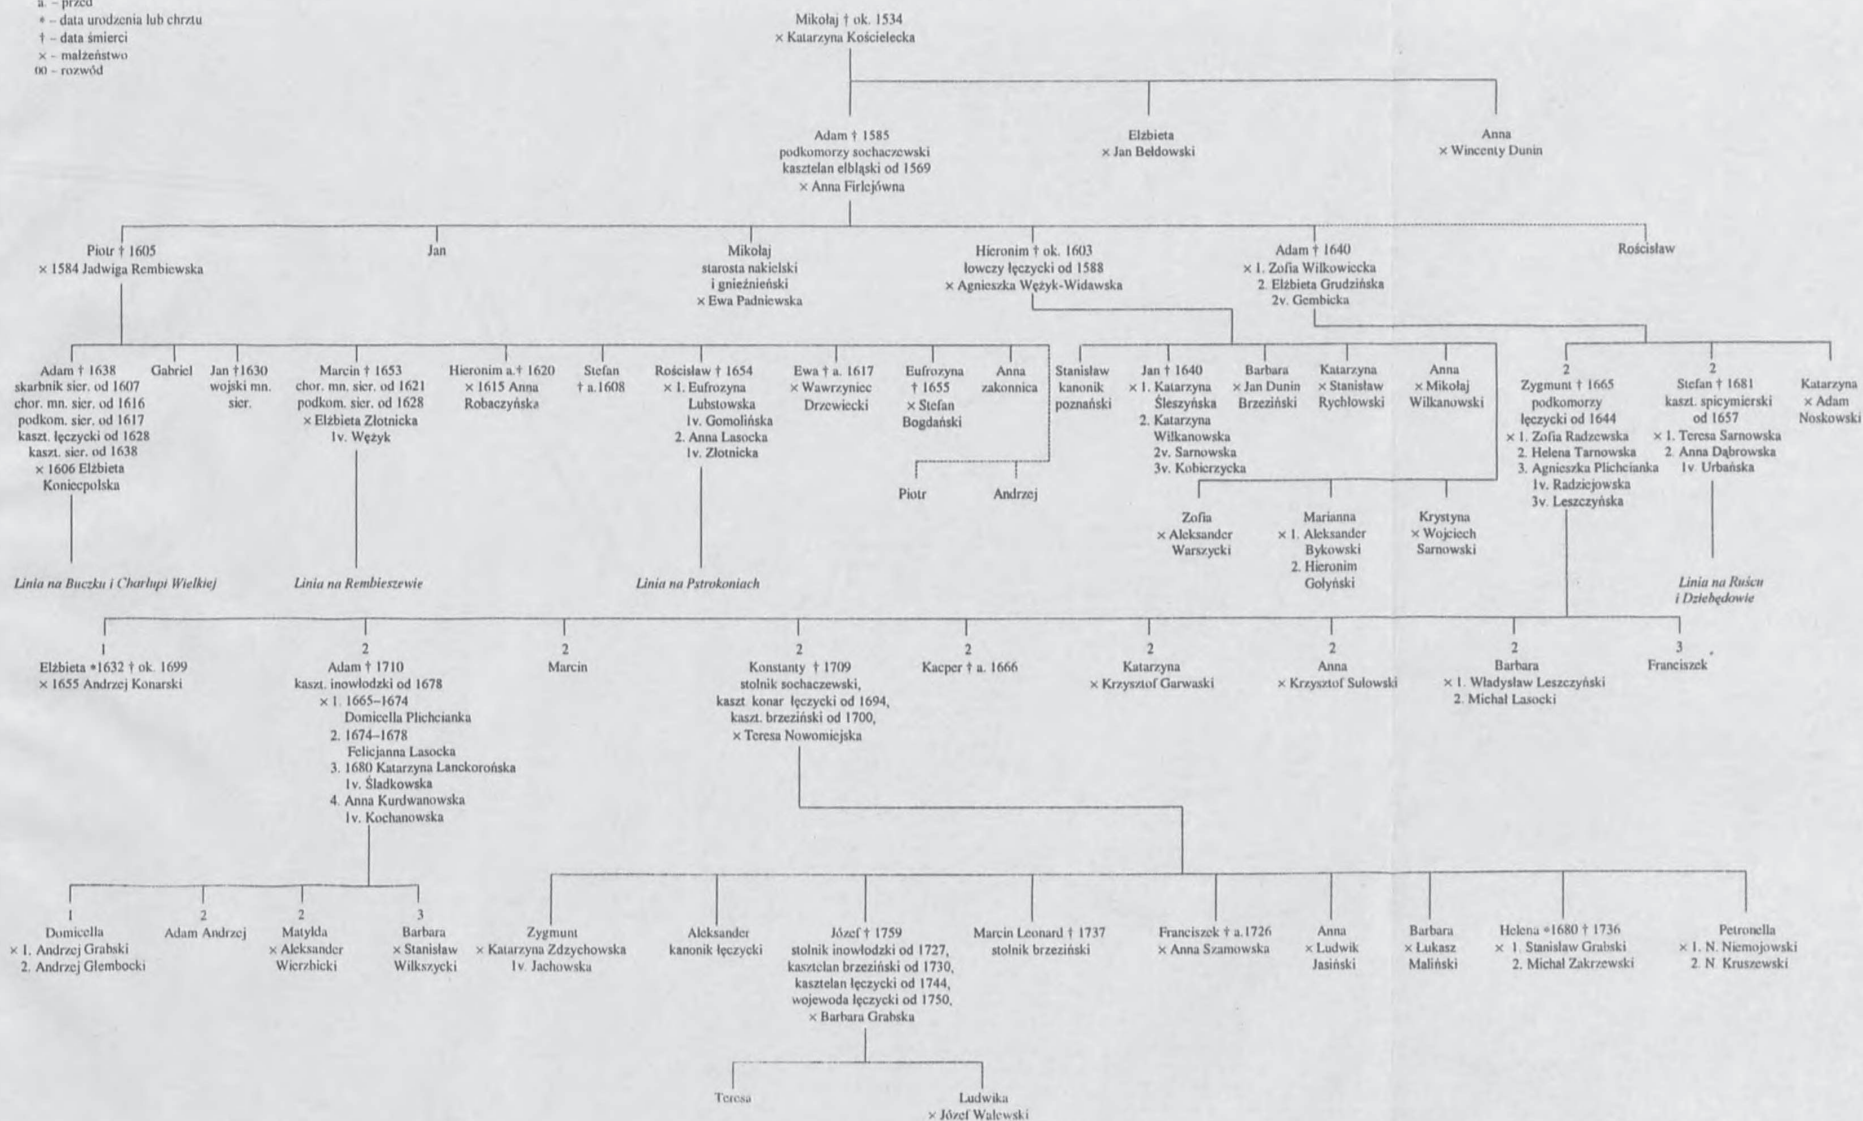 a – przed
* – data urodzenia lub chrztu
† – data śmierci
× – małżeństwo
00 – rozwód
Mikołaj † ok. 1534
× Katarzyna Kościelecka
Adam † 1585
podkomorzy sochaczewski
kasztelan elbląski od 1569
× Anna Firlejówna
Elżbieta
× Jan Bełdowski
Anna
× Wincenty Dunin
Piotr † 1605
× 1584 Jadwiga Rembiewska
Jan
Mikołaj
starosta nakielski
i gnieźnieński
× Ewa Padniewska
Hieronim † ok. 1603
łowczy łęczycki od 1588
× Agnieszka Wężyk-Widawska
Adam † 1640
× 1. Zofia Wilkowiecka
2. Elżbieta Grudzińska
2v. Gembicka
Rościsław
Adam † 1638
skarbnik sier. od 1607
chor. mn. sier. od 1616
podkom. sier. od 1617
kaszt. łęczycki od 1628
kaszt. sier. od 1638
× 1606 Elżbieta
Koniecpolska
Gabriel
Jan †1630
wojski mn.
sier.
Marcin † 1653
chor. mn. sier. od 1621
podkom. sier. od 1628
× Elżbieta Złotnicka
1v. Wężyk
Hieronim a.† 1620
× 1615 Anna
Robaczyńska
Stefan
† a.1608
Rościsław † 1654
× 1. Eufrozyna
Lubstowska
1v. Gomolińska
2. Anna Lasocka
1v. Złotnicka
Ewa † a. 1617
× Wawrzyniec
Drzewiecki
Eufrozyna
† 1655
× Stefan
Bogdański
Anna
zakonnica
Piotr
Andrzej
Stanisław
kanonik
poznański
Jan † 1640
× 1. Katarzyna
Śleszyńska
2. Katarzyna
Wilkanowska
2v. Sarnowska
3v. Kobierzycka
Barbara
× Jan Dunin
Brzeziński
Katarzyna
× Stanisław
Rychłowski
Anna
× Mikołaj
Wilkanowski
Zofia
× Aleksander
Warszycki
Marianna
× 1. Aleksander
Bykowski
2. Hieronim
Gołyński
Krystyna
× Wojciech
Sarnowski
2
Zygmunt † 1665
podkomorzy
łęczycki od 1644
× 1. Zofia Radzewska
2. Helena Tarnowska
3. Agnieszka Plichcianka
1v. Radziejowska
3v. Leszczyńska
2
Stefan † 1681
kaszt. spicymierski
od 1657
× 1. Teresa Sarnowska
2. Anna Dąbrowska
1v. Urbańska
Katarzyna
× Adam
Noskowski
Linia na Buczku i Charłupi Wielkiej
Linia na Rembieszewie
Linia na Pstrokoniach
Linia na Ruścu
i Dziebędowie
1
Elżbieta *1632 † ok. 1699
× 1655 Andrzej Konarski
2
Adam † 1710
kaszt. inowłodzki od 1678
× 1. 1665–1674
Domicella Plichcianka
2. 1674–1678
Felicjanna Lasocka
3. 1680 Katarzyna Lanckorońska
1v. Śladkowska
4. Anna Kurdwanowska
1v. Kochanowska
2
Marcin
2
Konstanty † 1709
stolnik sochaczewski,
kaszt. konar łęczycki od 1694,
kaszt. brzeziński od 1700,
× Teresa Nowomiejska
2
Kacper † a. 1666
2
Katarzyna
× Krzysztof Garwaski
2
Anna
× Krzysztof Sułowski
2
Barbara
× 1. Władysław Leszczyński
2. Michał Lasocki
3
Franciszek
1
Domicella
× 1. Andrzej Grabski
2. Andrzej Głembocki
2
Adam Andrzej
2
Matylda
× Aleksander
Wierzbicki
3
Barbara
× Stanisław
Wilkszycki
Zygmunt
× Katarzyna Zdzychowska
1v. Jachowska
Aleksander
kanonik łęczycki
Józef † 1759
stolnik inowłodzki od 1727,
kasztelan brzeziński od 1730,
kasztelan łęczycki od 1744,
wojewoda łęczycki od 1750,
× Barbara Grabska
Marcin Leonard † 1737
stolnik brzeziński
Franciszek † a.1726
× Anna Szamowska
Anna
× Ludwik
Jasiński
Barbara
× Łukasz
Maliński
Helena *1680 † 1736
× 1. Stanisław Grabski
2. Michał Zakrzewski
Petronella
× 1. N. Niemojowski
2. N. Kruszewski
Teresa
Ludwika
× Józef Walewski